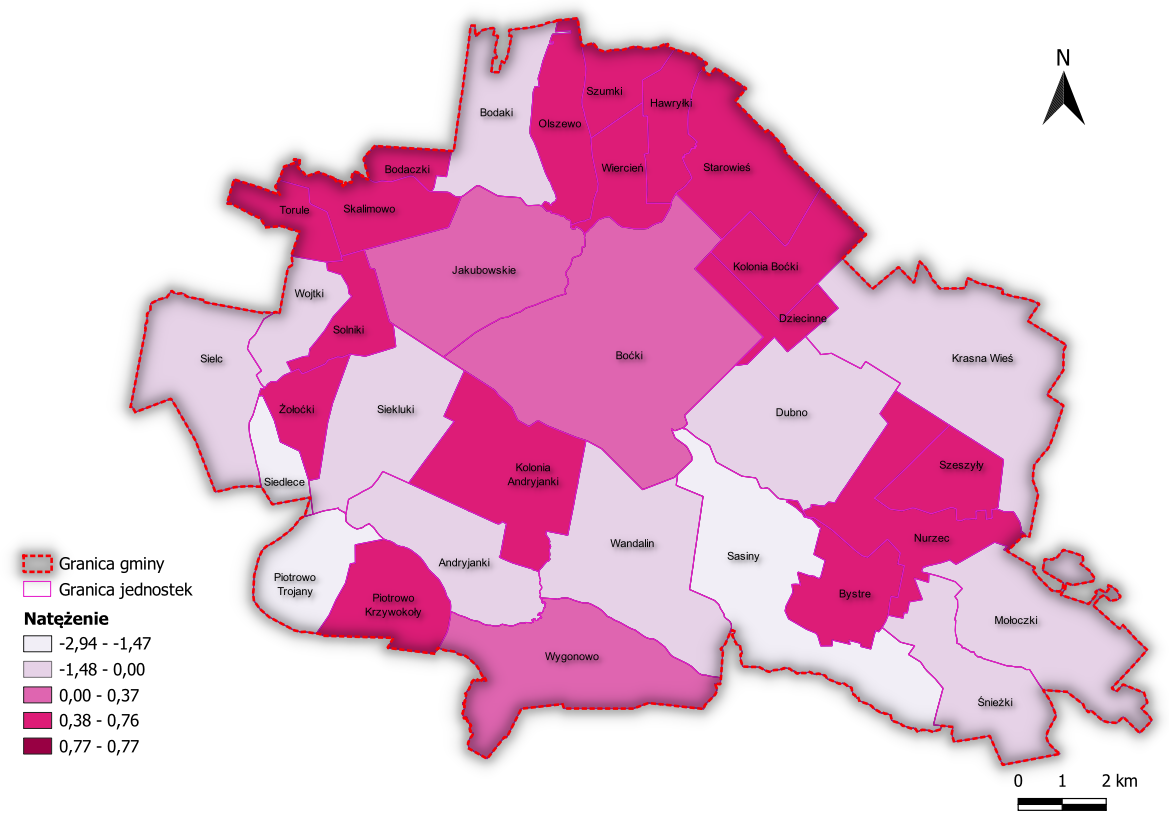 N
Bodaki
Szumki
Hawryłki
Olszewo
Wiercień
Starowieś
Bodaczki
Torule
Skalimowo
Jakubowskie
Kolonia Boćki
Wojtki
Dziecinne
Solniki
Sielc
Boćki
Krasna Wieś
Żołoćki
Siekluki
Dubno
Kolonia
Andryjanki
Szeszyły
Siedlece
Nurzec
Wandalin
Sasiny
Andryjanki
Piotrowo
Trojany
Piotrowo
Krzywokoły
Bystre
Mołoczki
Wygonowo
Śnieżki
Granica gminy
Granica jednostek
Natężenie
-2,94 - -1,47
-1,48 - 0,00
0,00 - 0,37
0,38 - 0,76
0,77 - 0,77
0 1 2 km